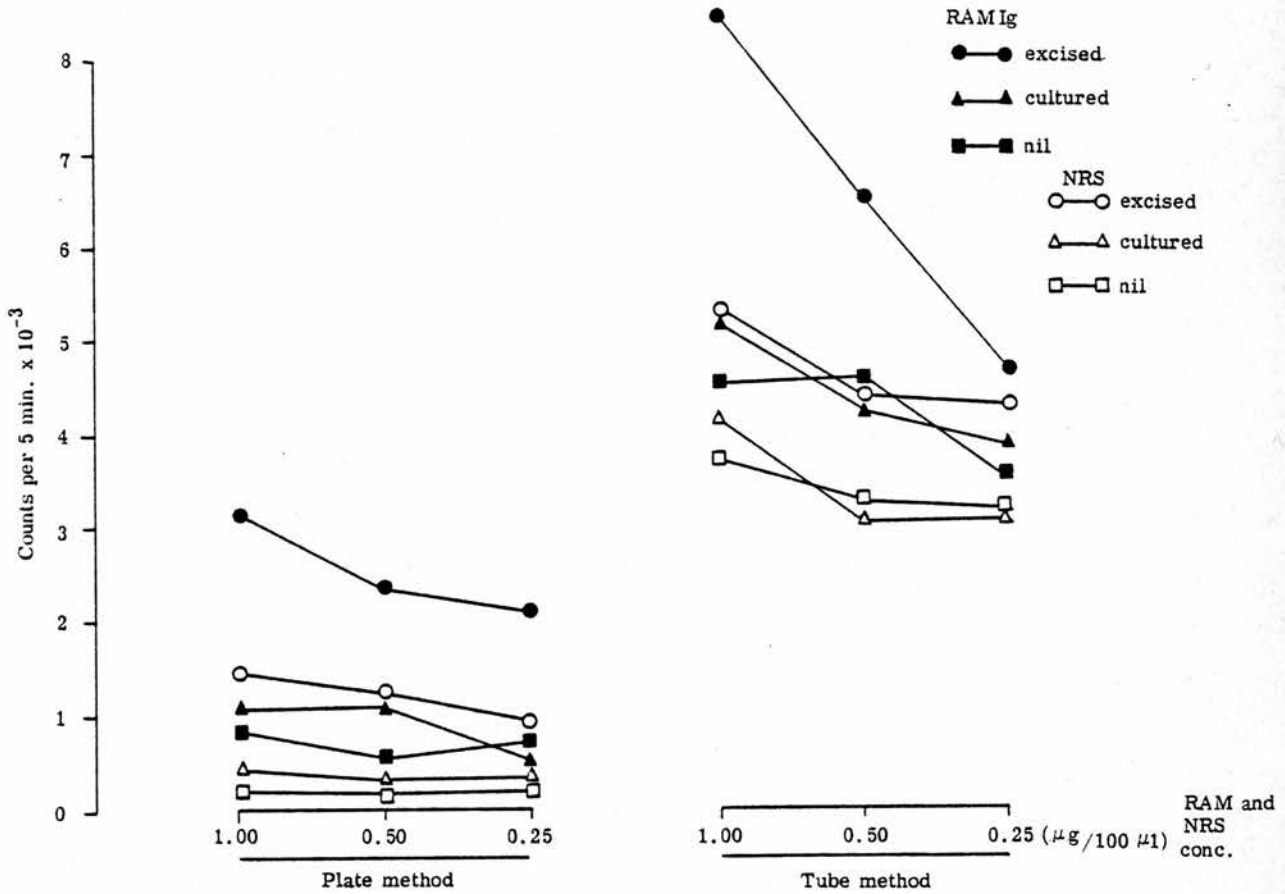 RAMIg
excised
cultured
nil
NRS
excised
cultured
nil
Counts per 5 min. x 10⁻³
8
7
6
5
4
3
2
1
0
1.00 0.50 0.25
Plate method
1.00 0.50 0.25 (μg/100 μl)
Tube method
RAM and
NRS
conc.